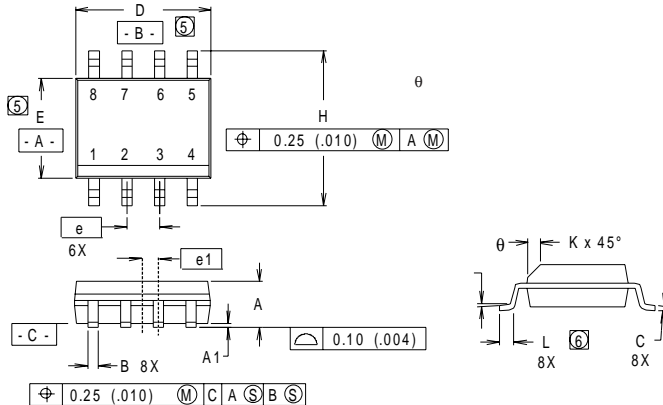 D
- B - 5
8 7 6 5
5 E
- A -
H
θ
⌖ 0.25 (.010) Ⓜ A Ⓜ
1 2 3 4
e
6X
e1
θ K x 45°
A
- C -
A1
⌓ 0.10 (.004)
B 8X
L 6
8X
C
8X
⌖ 0.25 (.010) Ⓜ C A Ⓢ B Ⓢ